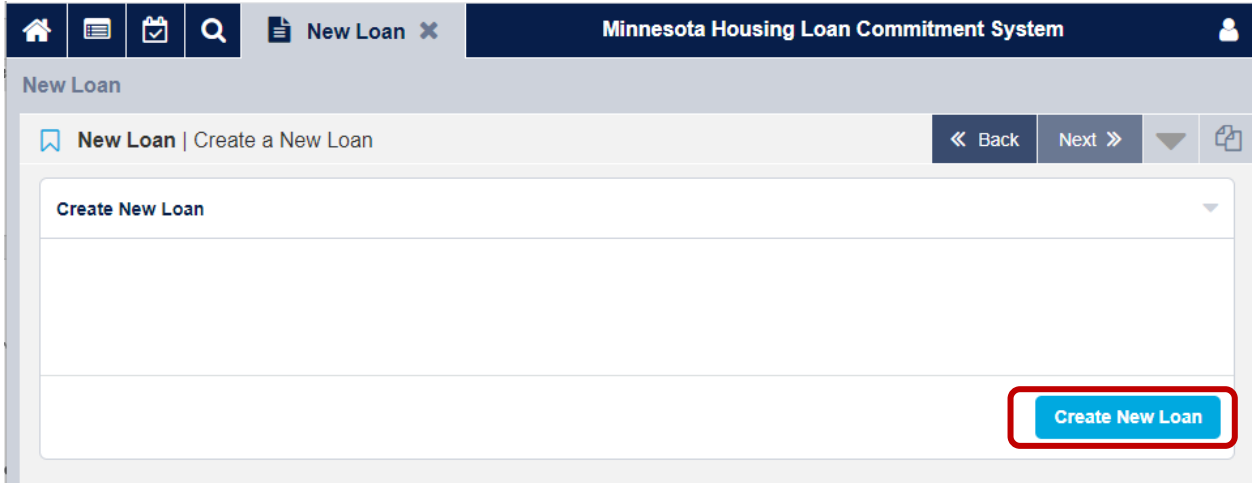 New Loan Minnesota Housing Loan Commitment System
New Loan
New Loan | Create a New Loan Back Next
Create New Loan
Create New Loan